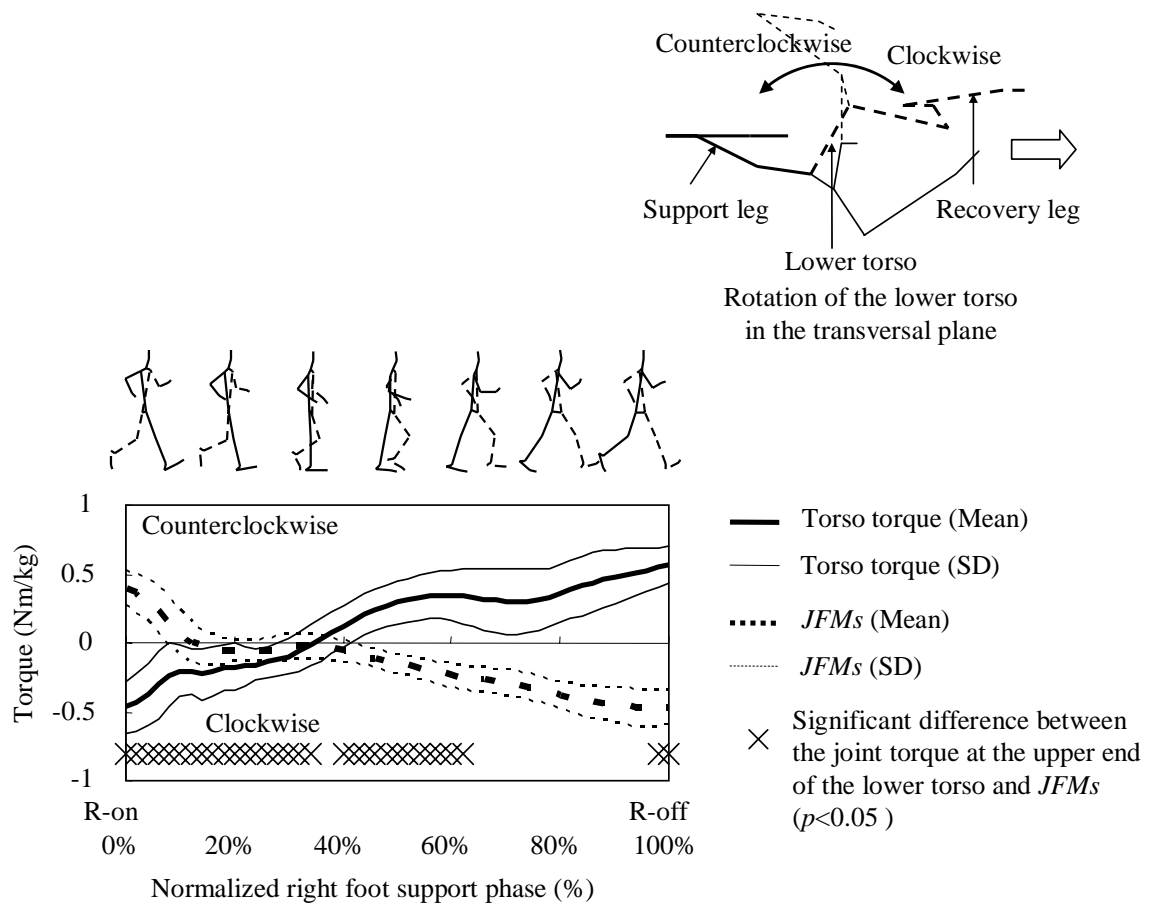 Counterclockwise
Clockwise
Support leg
Recovery leg
Lower torso
Rotation of the lower torso
in the transversal plane
Torque (Nm/kg)
1
0.5
0
-0.5
-1
Counterclockwise
Clockwise
R-on
R-off
0%
20%
40%
60%
80%
100%
Normalized right foot support phase (%)
Torso torque (Mean)
Torso torque (SD)
JFMs (Mean)
JFMs (SD)
Significant difference between
the joint torque at the upper end
of the lower torso and JFMs
(p<0.05 )